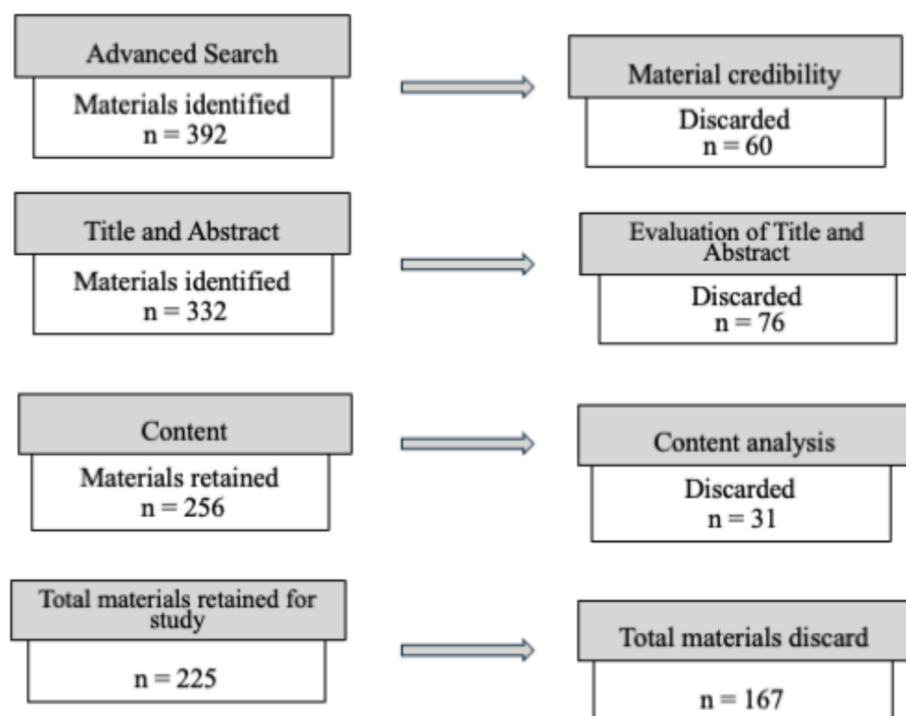 Advanced Search
Materials identified
n = 392
Material credibility
Discarded
n = 60
Title and Abstract
Materials identified
n = 332
Evaluation of Title and
Abstract
Discarded
n = 76
Content
Materials retained
n = 256
Content analysis
Discarded
n = 31
Total materials retained for
study
n = 225
Total materials discard
n = 167